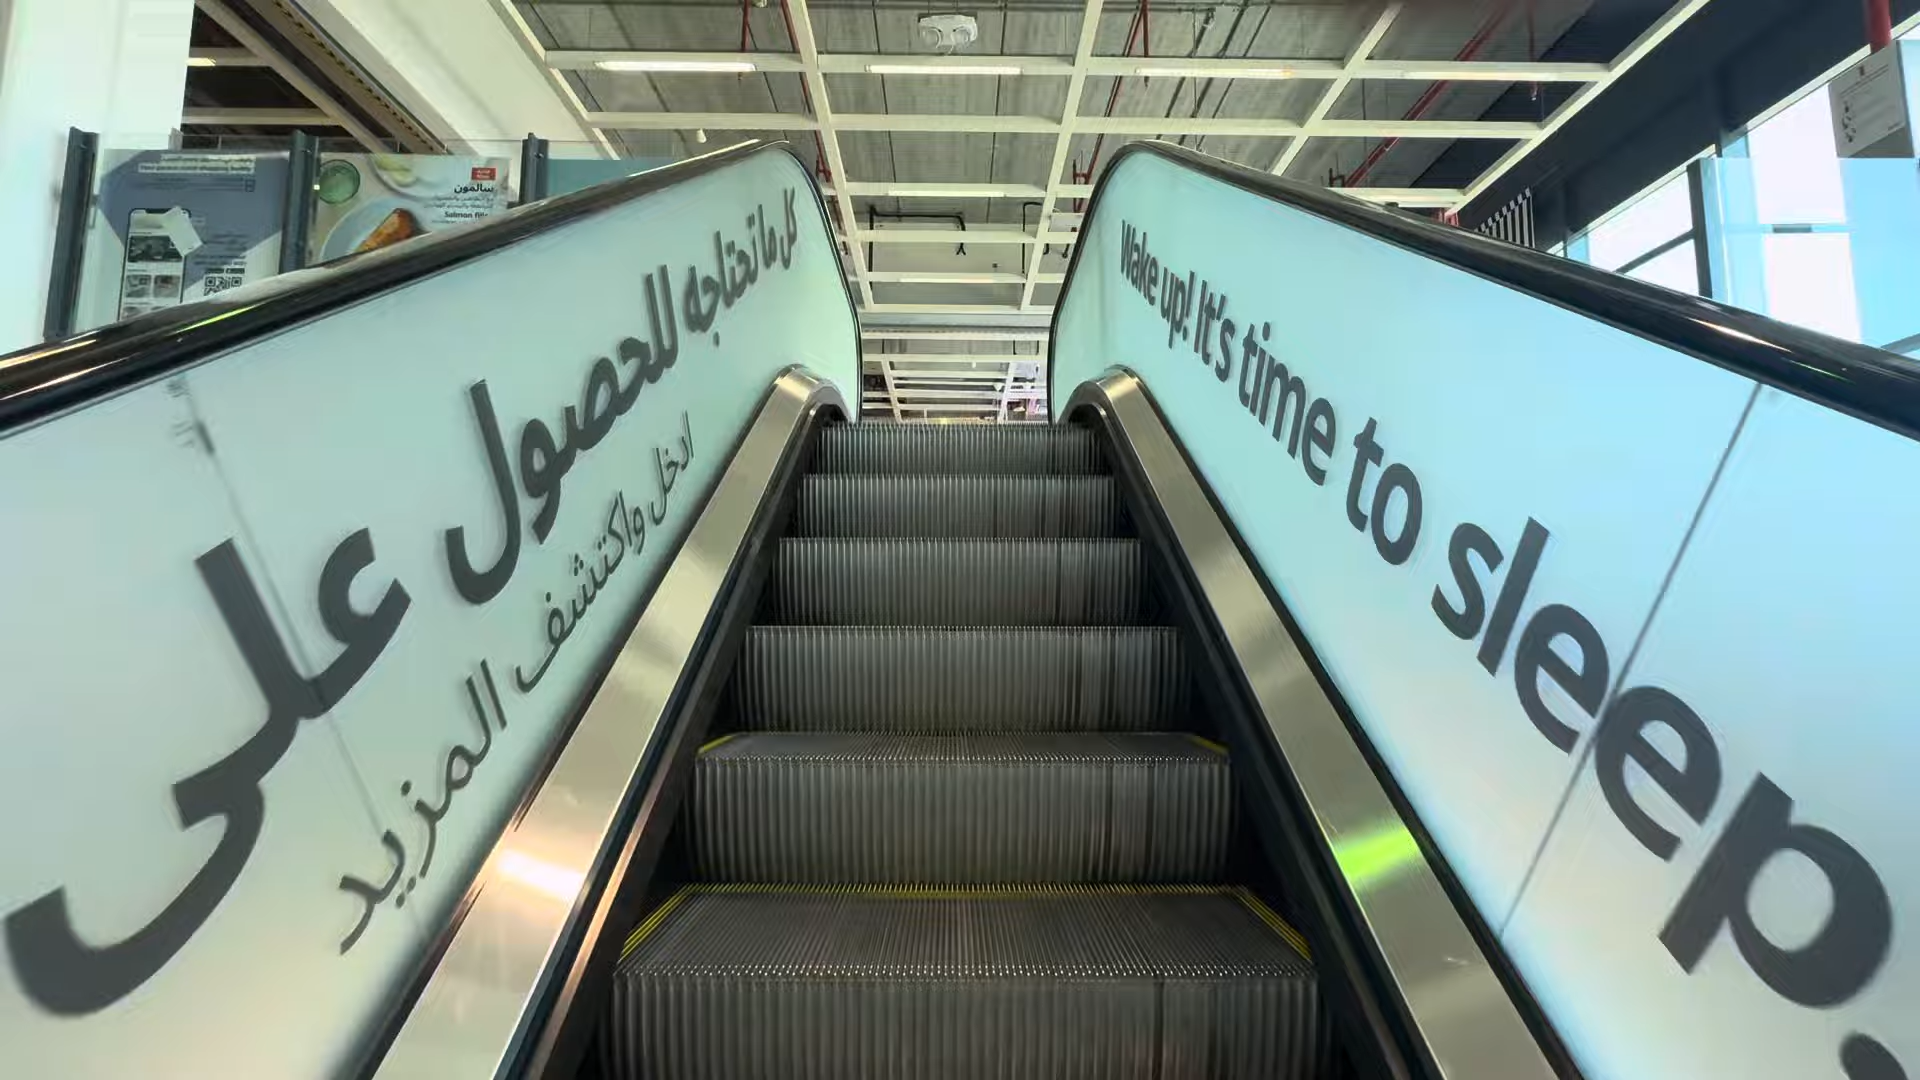 كل ما تحتاجه للحصول على
ادخل واكتشف المزيد
Wake up! It's time to sleep.
سالمون
Salmon